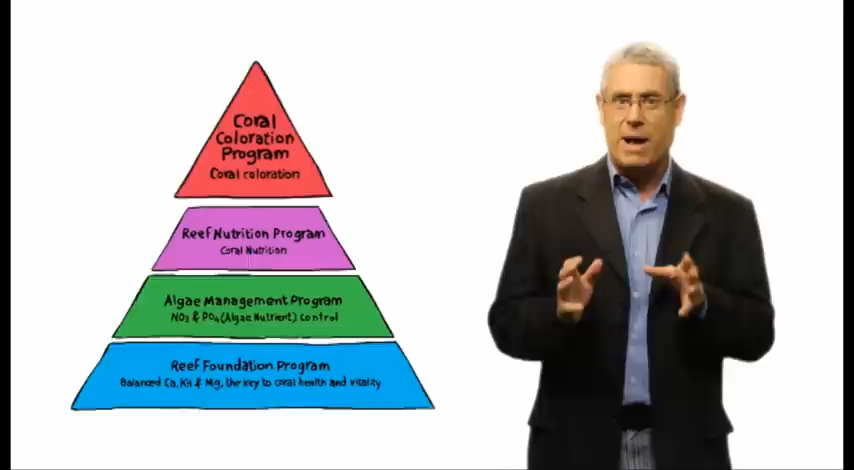 Coral
Coloration
Program
Coral coloration
Reef Nutrition Program
Coral Nutrition
Algae Management Program
NO3 & PO4 (Algae Nutrient) Control
Reef Foundation Program
Balanced Ca, KH & Mg, the key to coral health and vitality